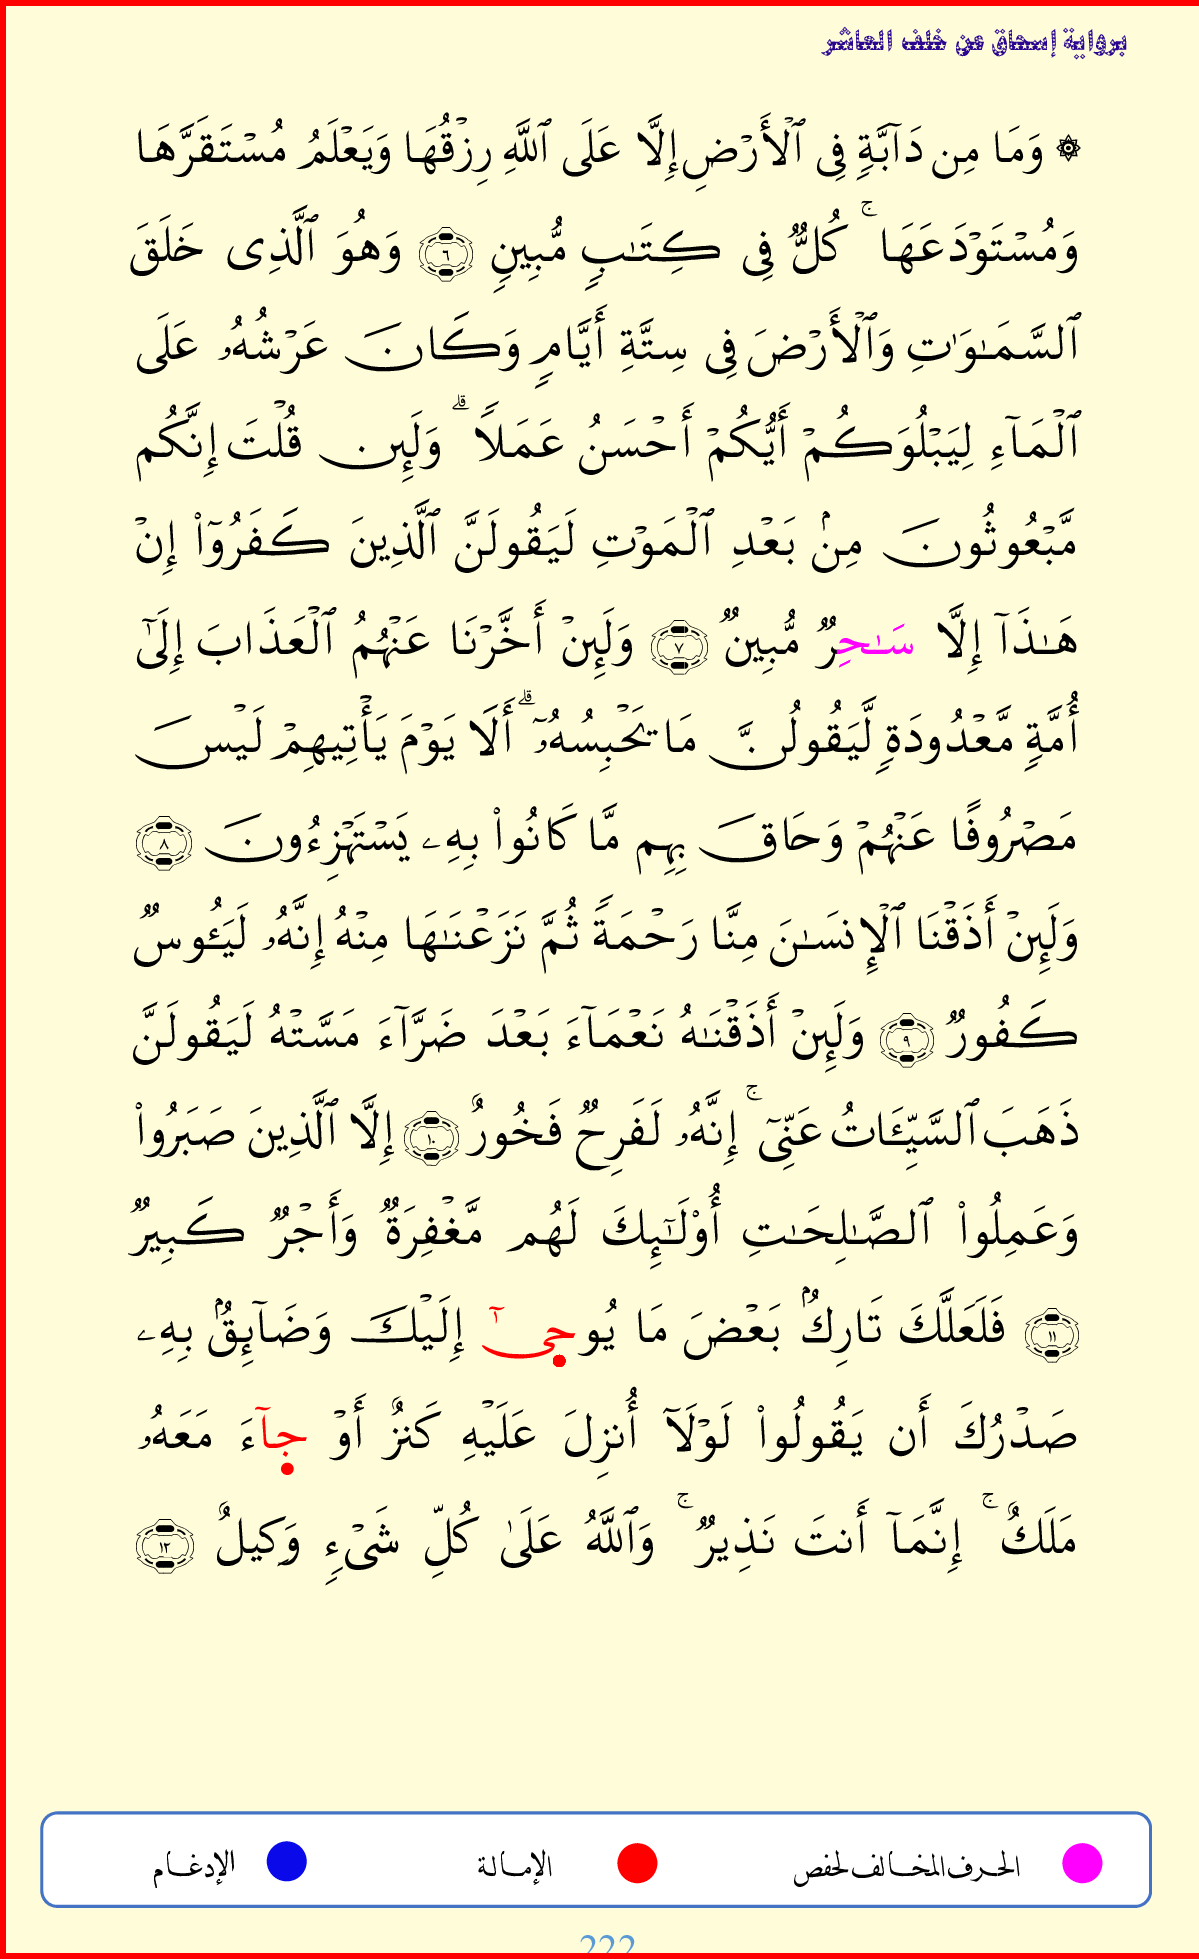 برواية إسحاق عن خلف العاشر
۞ وَمَا مِن دَآبَّةٖ فِي ٱلۡأَرۡضِ إِلَّا عَلَى ٱللَّهِ رِزۡقُهَا وَيَعۡلَمُ مُسۡتَقَرَّهَا
وَمُسۡتَوۡدَعَهَاۚ كُلّٞ فِي كِتَٰبٖ مُّبِينٖ ٦ وَهُوَ ٱلَّذِي خَلَقَ
ٱلسَّمَٰوَٰتِ وَٱلۡأَرۡضَ فِي سِتَّةِ أَيَّامٖ وَكَانَ عَرۡشُهُۥ عَلَى
ٱلۡمَآءِ لِيَبۡلُوَكُمۡ أَيُّكُمۡ أَحۡسَنُ عَمَلٗاۗ وَلَئِن قُلۡتَ إِنَّكُم
مَّبۡعُوثُونَ مِنۢ بَعۡدِ ٱلۡمَوۡتِ لَيَقُولَنَّ ٱلَّذِينَ كَفَرُوٓاْ إِنۡ
هَٰذَآ إِلَّا سَٰحِرٞ مُّبِينٞ ٧ وَلَئِنۡ أَخَّرۡنَا عَنۡهُمُ ٱلۡعَذَابَ إِلَىٰٓ
أُمَّةٖ مَّعۡدُودَةٖ لَّيَقُولُنَّ مَا يَحۡبِسُهُۥٓۗ أَلَا يَوۡمَ يَأۡتِيهِمۡ لَيۡسَ
مَصۡرُوفًا عَنۡهُمۡ وَحَاقَ بِهِم مَّا كَانُواْ بِهِۦ يَسۡتَهۡزِءُونَ ٨
وَلَئِنۡ أَذَقۡنَا ٱلۡإِنسَٰنَ مِنَّا رَحۡمَةٗ ثُمَّ نَزَعۡنَٰهَا مِنۡهُ إِنَّهُۥ لَيَـُٔوسٞ
كَفُورٞ ٩ وَلَئِنۡ أَذَقۡنَٰهُ نَعۡمَآءَ بَعۡدَ ضَرَّآءَ مَسَّتۡهُ لَيَقُولَنَّ
ذَهَبَ ٱلسَّيِّـَٔاتُ عَنِّيٓۚ إِنَّهُۥ لَفَرِحٞ فَخُورٌ ١٠ إِلَّا ٱلَّذِينَ صَبَرُواْ
وَعَمِلُواْ ٱلصَّٰلِحَٰتِ أُوْلَٰٓئِكَ لَهُم مَّغۡفِرَةٞ وَأَجۡرٞ كَبِيرٞ
١١ فَلَعَلَّكَ تَارِكُۢ بَعۡضَ مَا يُوحَىٰٓ إِلَيۡكَ وَضَآئِقُۢ بِهِۦ
صَدۡرُكَ أَن يَقُولُواْ لَوۡلَآ أُنزِلَ عَلَيۡهِ كَنزٌ أَوۡ جَآءَ مَعَهُۥ
مَلَكٌۚ إِنَّمَآ أَنتَ نَذِيرٞۚ وَٱللَّهُ عَلَىٰ كُلِّ شَيۡءٖ وَكِيلٌ ١٢
الحرف المخالف لحفص الإمالة الإدغام
222